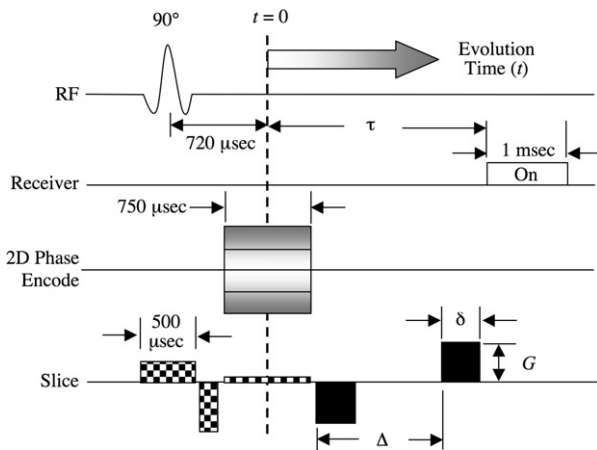 90°
t = 0
Evolution
Time (t)
RF
720 μsec
τ
1 msec
Receiver
On
750 μsec
2D Phase
Encode
500
μsec
δ
G
Slice
Δ